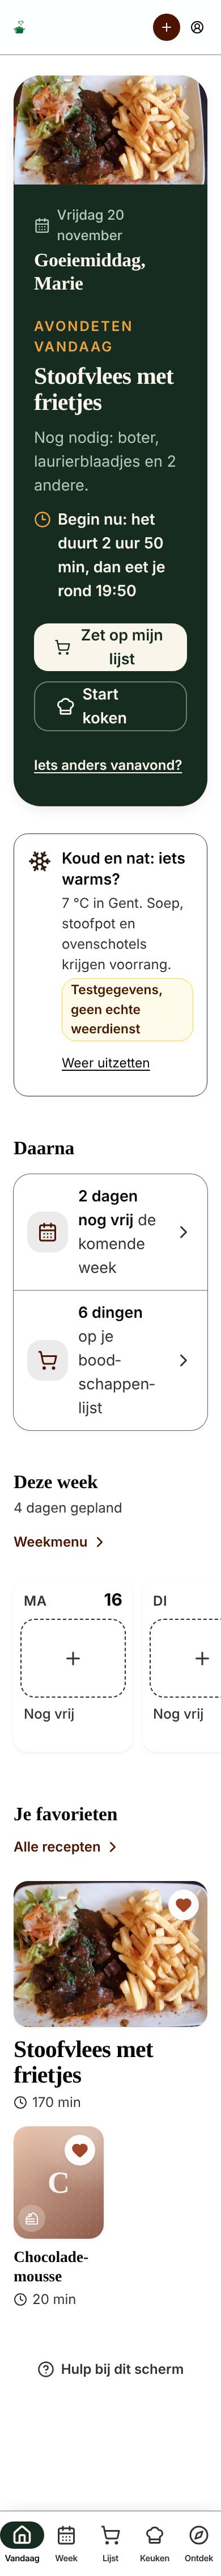 Vrijdag 20
november
Goeiemiddag,
Marie
AVONDETEN
VANDAAG
Stoofvlees met
frietjes
Nog nodig: boter,
laurierblaadjes en 2
andere.
Begin nu: het
duurt 2 uur 50
min, dan eet je
rond 19:50
Zet op mijn
lijst
Start
koken
Iets anders vanavond?
Koud en nat: iets
warms?
7 °C in Gent. Soep,
stoofpot en
ovenschotels
krijgen voorrang.
Testgegevens,
geen echte
weerdienst
Weer uitzetten
Daarna
2 dagen
nog vrij de
komende
week
6 dingen
op je
bood-
schappen-
lijst
Deze week
4 dagen gepland
Weekmenu
MA 16
DI
Nog vrij
Nog vrij
Je favorieten
Alle recepten
Stoofvlees met
frietjes
170 min
C
Chocolade-
mousse
20 min
Hulp bij dit scherm
Vandaag
Week
Lijst
Keuken
Ontdek